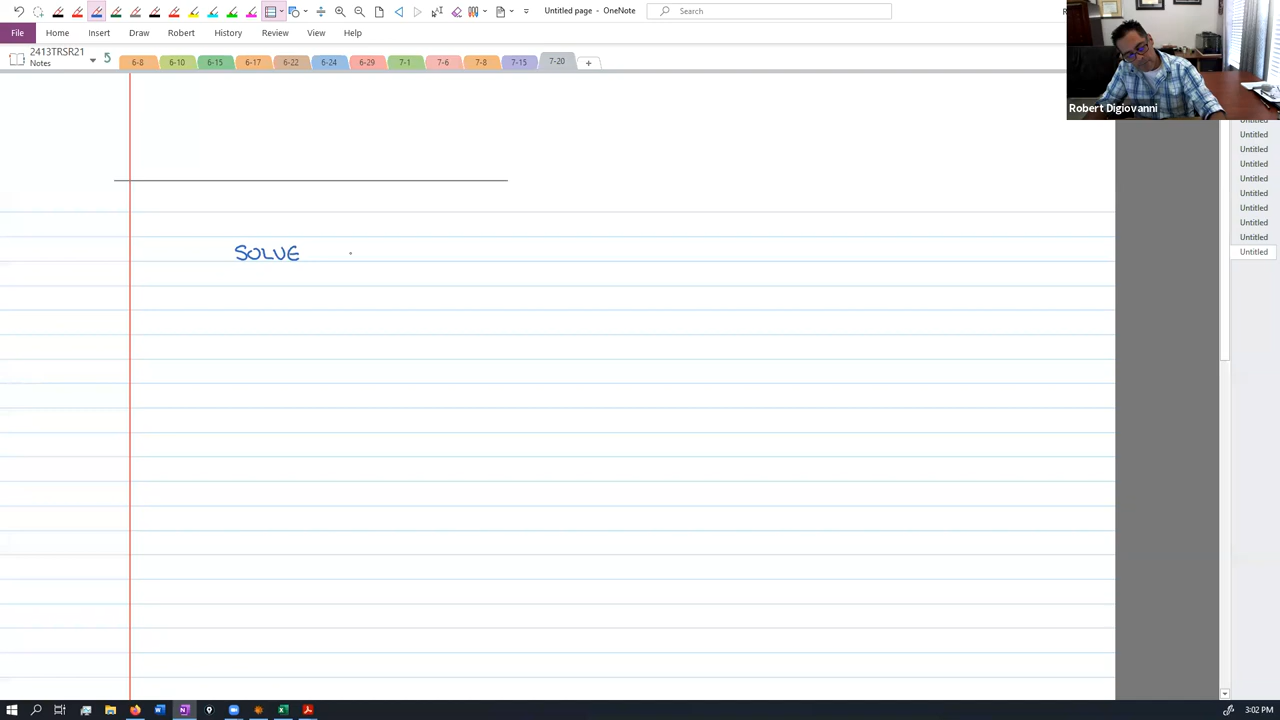 Untitled page - OneNote
Search
File Home Insert Draw Robert History Review View Help
2413TRSR21
Notes
6-8 6-10 6-15 6-17 6-22 6-24 6-29 7-1 7-6 7-8 7-15 7-20
Robert Digiovanni
Untitled
Untitled
Untitled
Untitled
Untitled
Untitled
Untitled
Untitled
Untitled
Untitled
SOLVE
3:02 PM